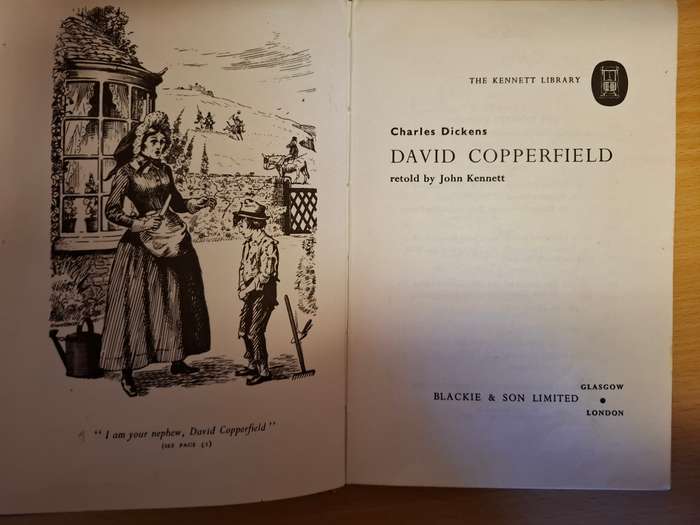 "I am your nephew, David Copperfield"
(SEE PAGE 51)
THE KENNETT LIBRARY
Charles Dickens
DAVID COPPERFIELD
retold by John Kennett
BLACKIE & SON LIMITED
GLASGOW
LONDON